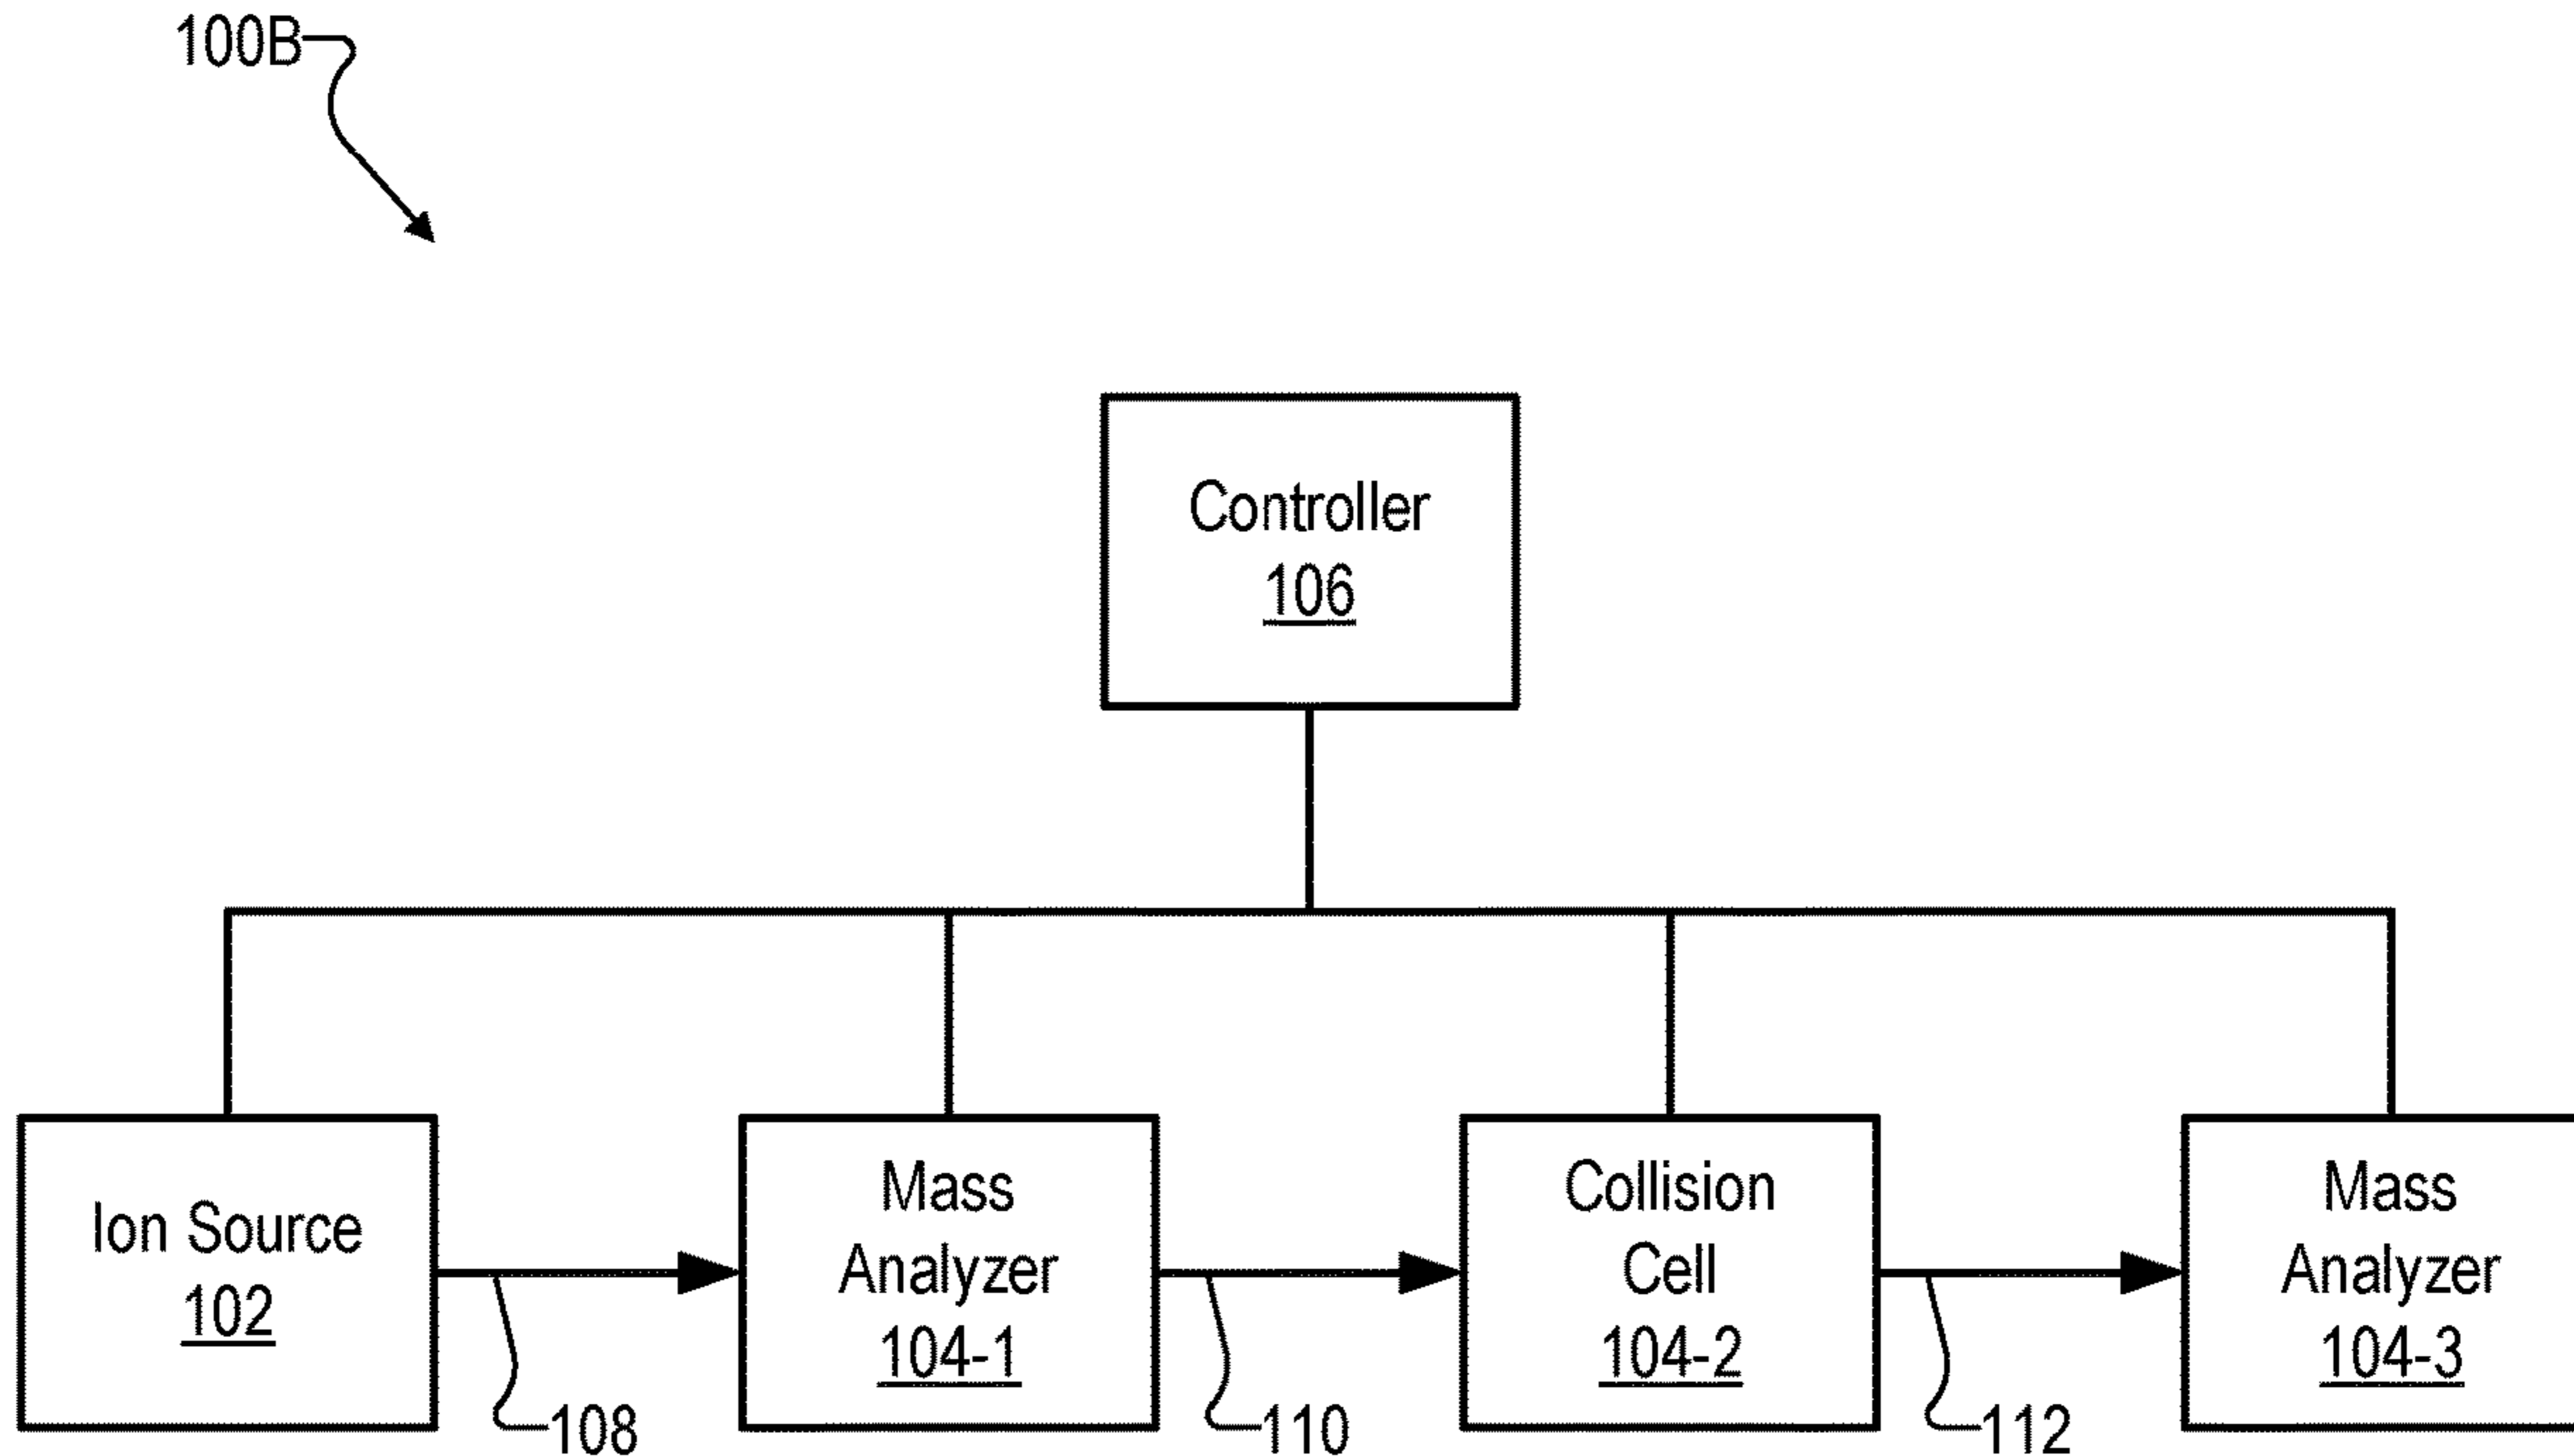 100B
Controller
106
Ion Source
102
Mass
Analyzer
104-1
Collision
Cell
104-2
Mass
Analyzer
104-3
108
110
112